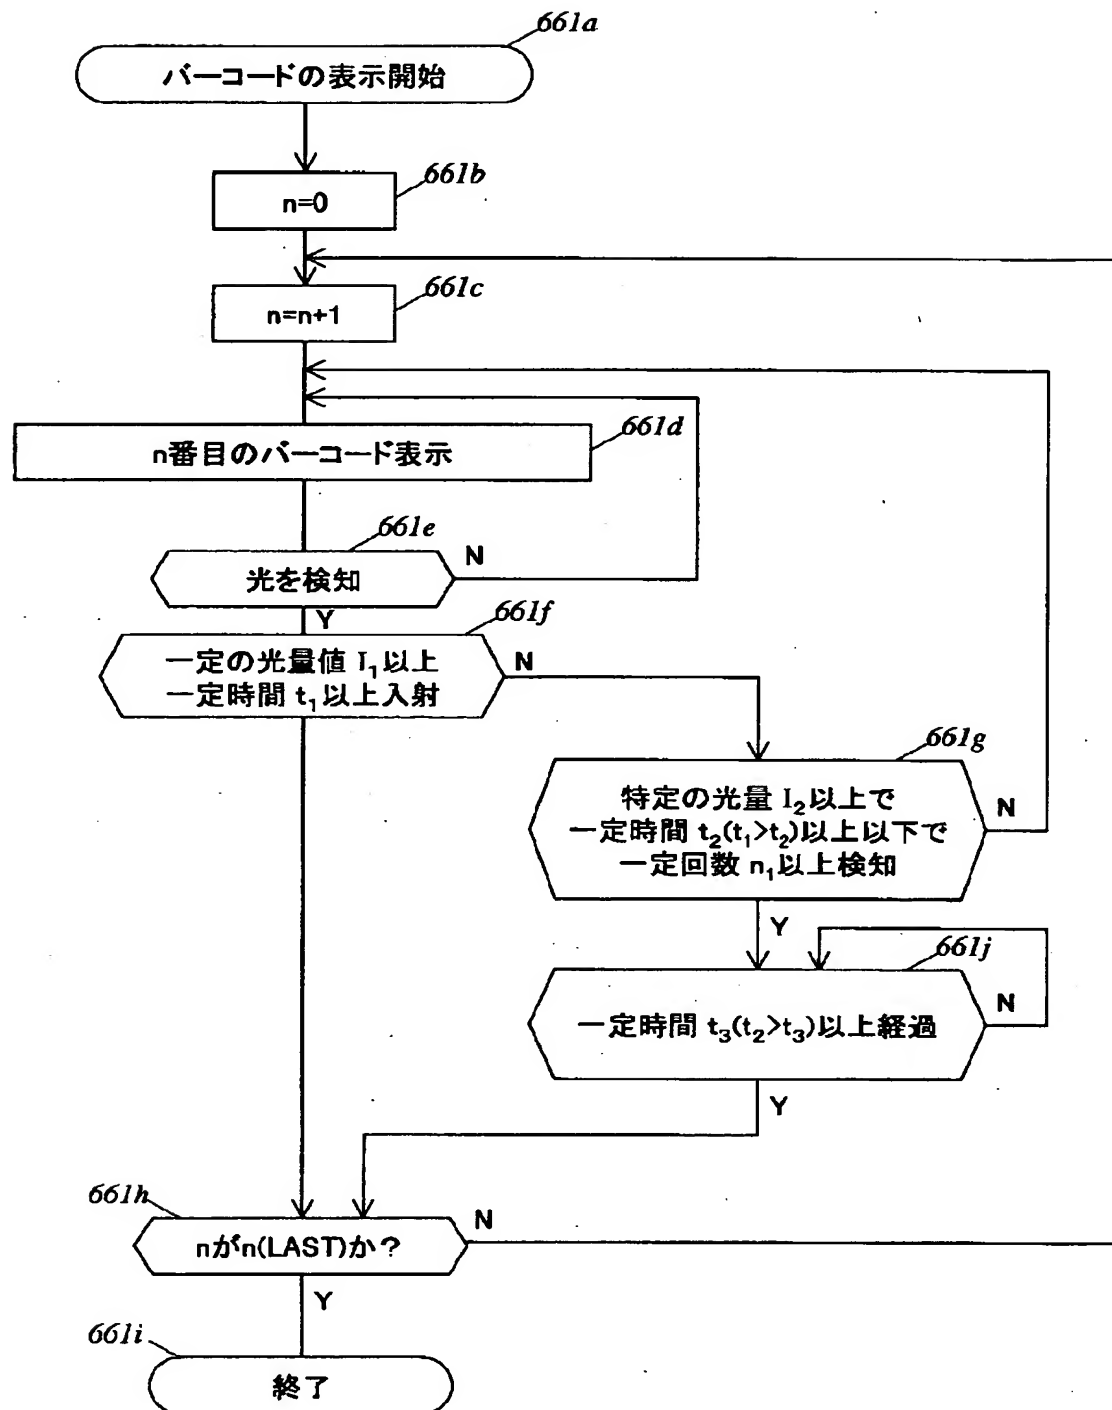 661a
バーコードの表示開始
661b
n=0
661c
n=n+1
661d
n番目のバーコード表示
661e
光を検知
N
Y
661f
一定の光量値 I₁以上
一定時間 t₁以上入射
N
661g
特定の光量 I₂以上で
一定時間 t₂(t₁>t₂)以上以下で
一定回数 n₁以上検知
N
Y
661j
一定時間 t₃(t₂>t₃)以上経過
N
Y
661h
nがn(LAST)か？
N
Y
661i
終了